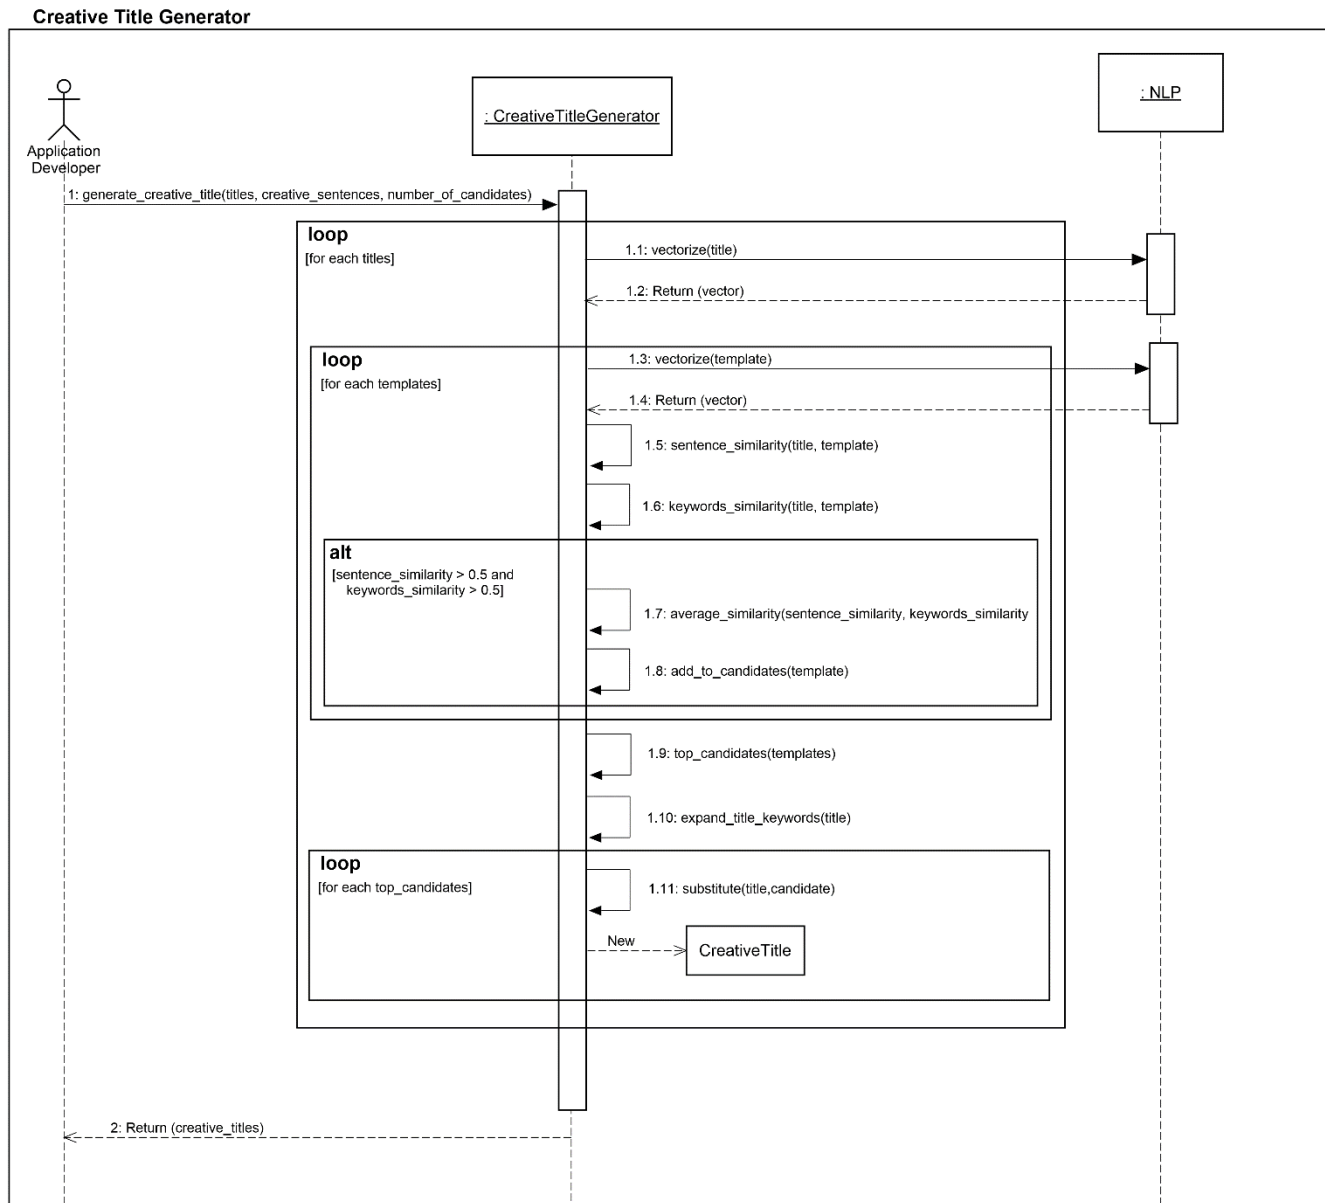 Creative Title Generator
: NLP
: CreativeTitleGenerator
Application
Developer
1: generate_creative_title(titles, creative_sentences, number_of_candidates)
loop
[for each titles]
1.1: vectorize(title)
1.2: Return (vector)
loop
[for each templates]
1.3: vectorize(template)
1.4: Return (vector)
1.5: sentence_similarity(title, template)
1.6: keywords_similarity(title, template)
alt
[sentence_similarity > 0.5 and
keywords_similarity > 0.5]
1.7: average_similarity(sentence_similarity, keywords_similarity
1.8: add_to_candidates(template)
1.9: top_candidates(templates)
1.10: expand_title_keywords(title)
loop
[for each top_candidates]
1.11: substitute(title,candidate)
New
CreativeTitle
2: Return (creative_titles)